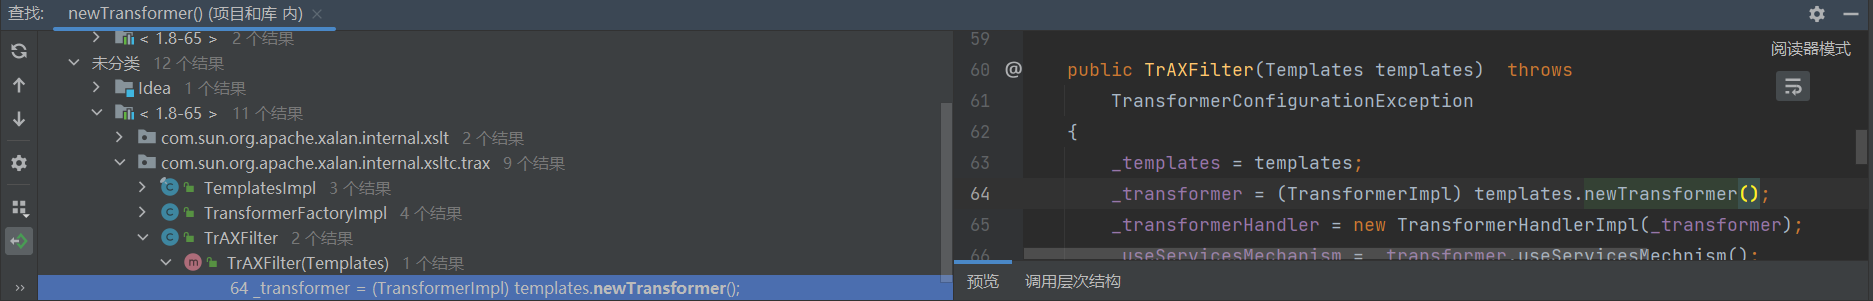 查找: newTransformer() (项目和库 内) ×
< 1.8-65 > 2 个结果
未分类 12 个结果
Idea 1 个结果
< 1.8-65 > 11 个结果
com.sun.org.apache.xalan.internal.xslt 2 个结果
com.sun.org.apache.xalan.internal.xsltc.trax 9 个结果
TemplatesImpl 3 个结果
TransformerFactoryImpl 4 个结果
TrAXFilter 2 个结果
TrAXFilter(Templates) 1 个结果
64 _transformer = (TransformerImpl) templates.newTransformer();
阅读器模式
59
60 @ public TrAXFilter(Templates templates) throws
61 TransformerConfigurationException
62 {
63 _templates = templates;
64 _transformer = (TransformerImpl) templates.newTransformer();
65 _transformerHandler = new TransformerHandlerImpl(_transformer);
66 _useServicesMechanism = _transformer.useServicesMechnism();
预览 调用层次结构